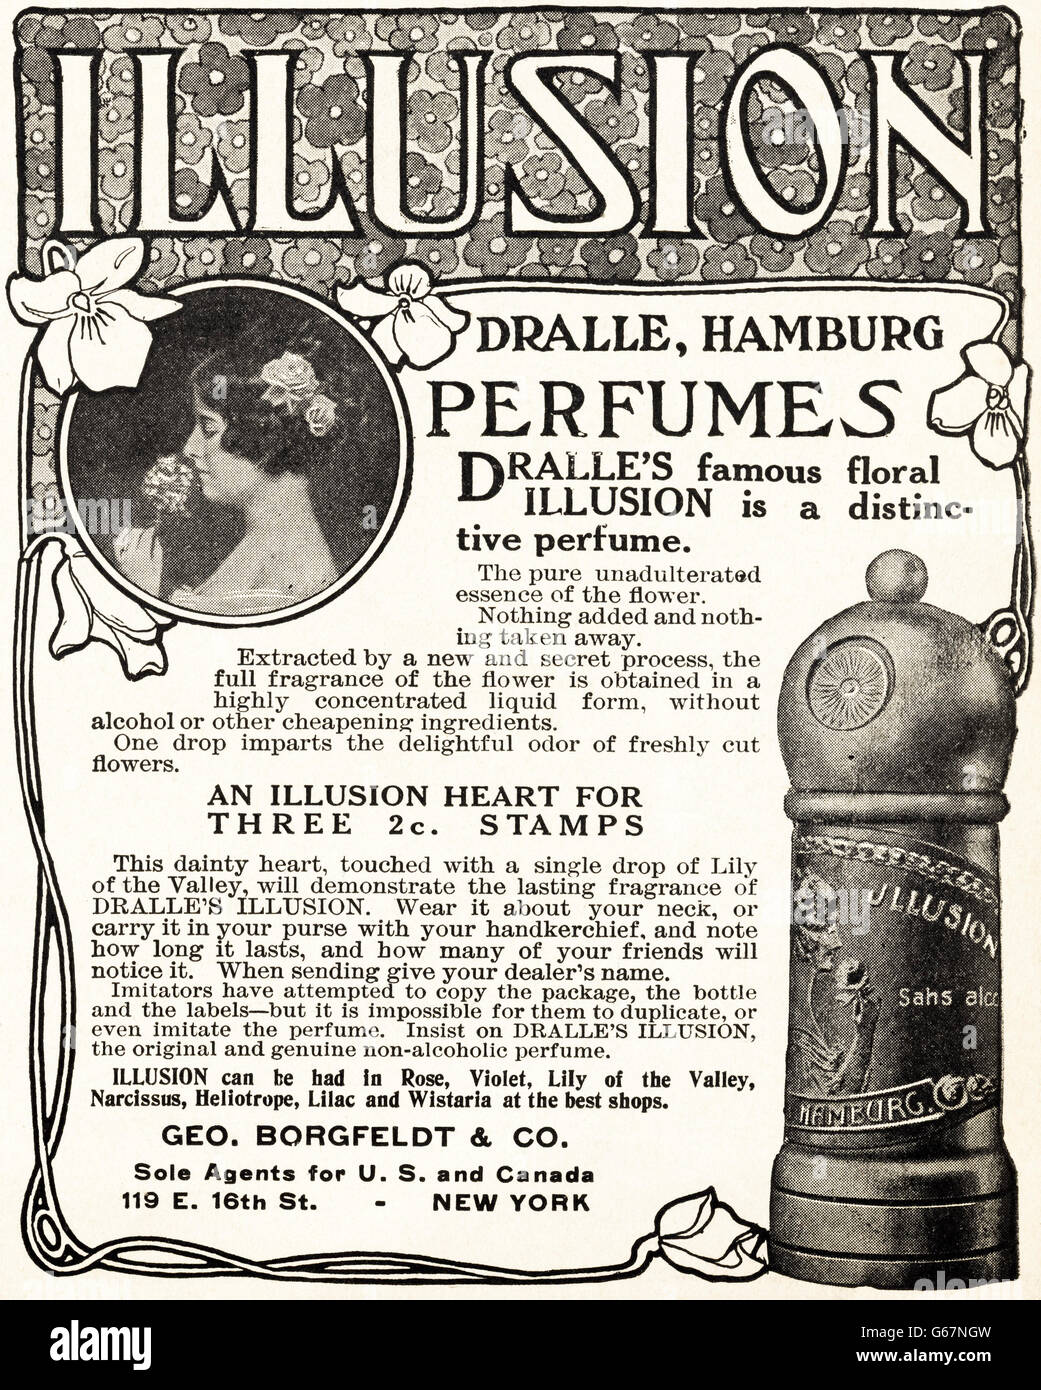 ILLUSION
DRALLE, HAMBURG
PERFUMES
DRALLE'S famous floral
ILLUSION is a distinc-
tive perfume.
The pure unadulterated
essence of the flower.
Nothing added and noth-
ing taken away.
Extracted by a new and secret process, the
full fragrance of the flower is obtained in a
highly concentrated liquid form, without
alcohol or other cheapening ingredients.
One drop imparts the delightful odor of freshly cut
flowers.
AN ILLUSION HEART FOR
THREE 2c. STAMPS
This dainty heart, touched with a single drop of Lily
of the Valley, will demonstrate the lasting fragrance of
DRALLE'S ILLUSION. Wear it about your neck, or
carry it in your purse with your handkerchief, and note
how long it lasts, and how many of your friends will
notice it. When sending give your dealer's name.
Imitators have attempted to copy the package, the bottle
and the labels—but it is impossible for them to duplicate, or
even imitate the perfume. Insist on DRALLE'S ILLUSION,
the original and genuine non-alcoholic perfume.
ILLUSION can be had in Rose, Violet, Lily of the Valley,
Narcissus, Heliotrope, Lilac and Wistaria at the best shops.
GEO. BORGFELDT & CO.
Sole Agents for U. S. and Canada
119 E. 16th St. - NEW YORK
ILLUSION
Sans alco
HAMBURG.
alamy
alamy
Image ID: G67NGW
www.alamy.com